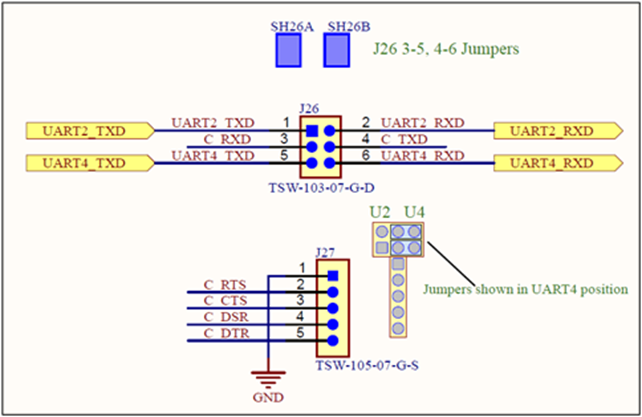 SH26A SH26B
J26 3-5, 4-6 Jumpers
J26
UART2_TXD UART2_TXD 1 2 UART2_RXD UART2_RXD
C_RXD 3 4 C_TXD
UART4_TXD UART4_TXD 5 6 UART4_RXD UART4_RXD
TSW-103-07-G-D
U2 U4
J27
1
C_RTS 2
C_CTS 3
C_DSR 4
C_DTR 5
Jumpers shown in UART4 position
TSW-105-07-G-S
GND